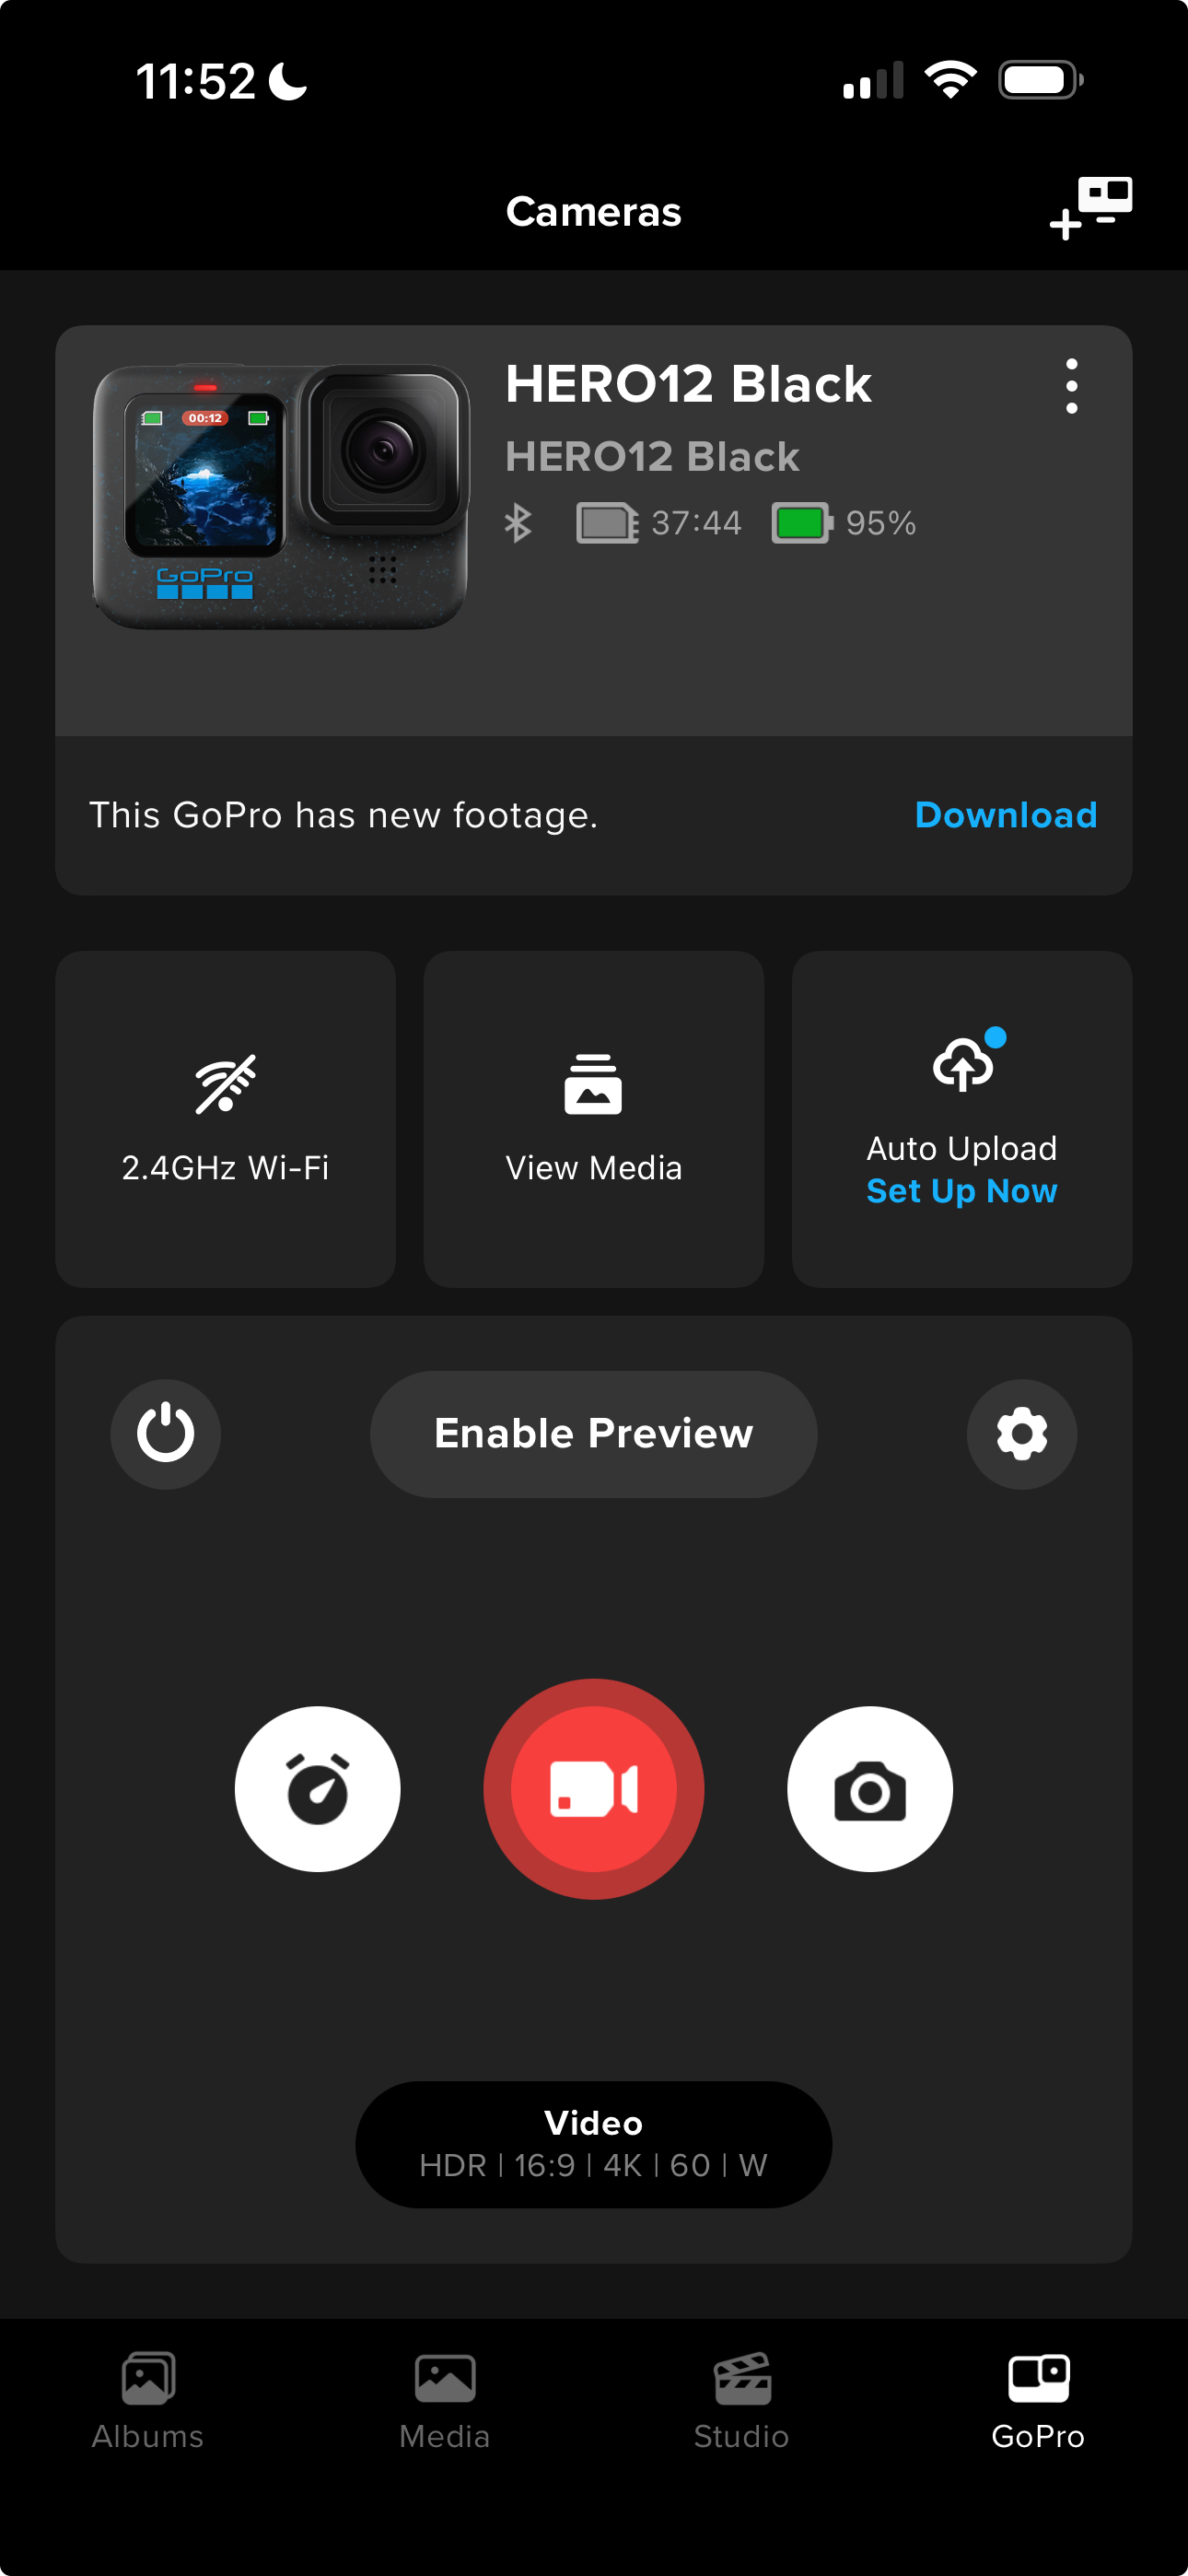 11:52
Cameras
00:12
GoPro
HERO12 Black
HERO12 Black
37:44 95%
This GoPro has new footage. Download
2.4GHz Wi-Fi
View Media
Auto Upload
Set Up Now
Enable Preview
Video
HDR | 16:9 | 4K | 60 | W
Albums Media Studio GoPro